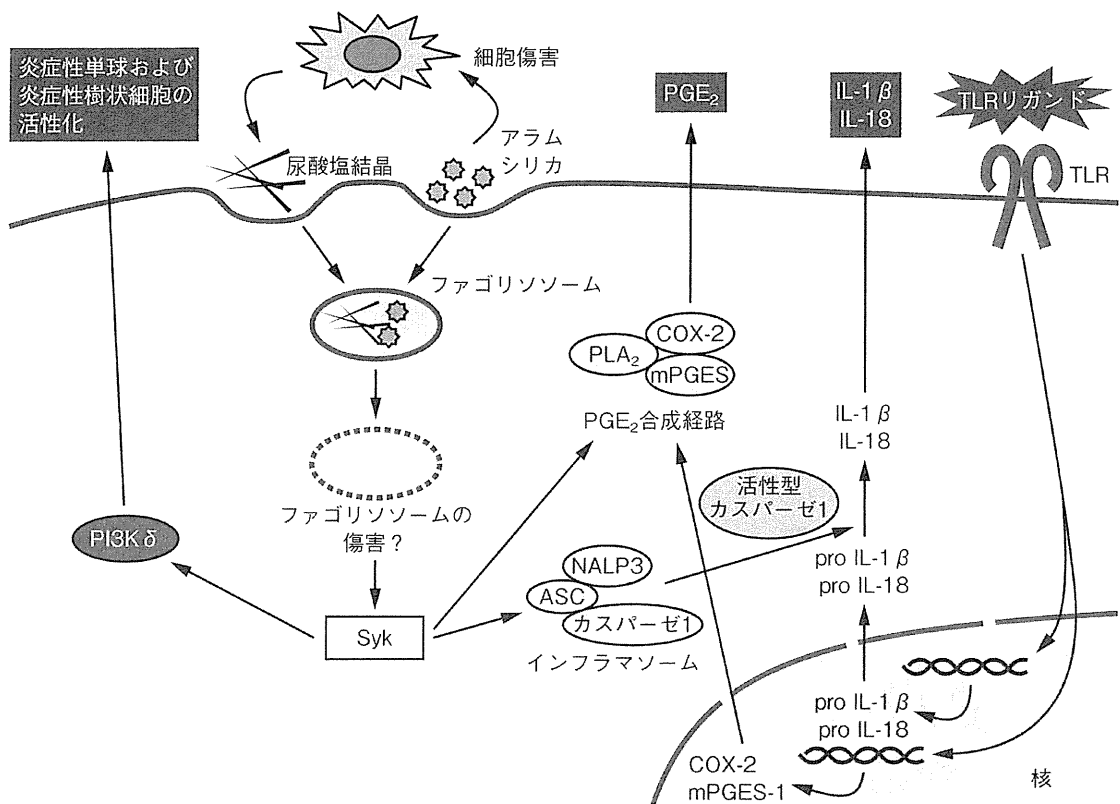 炎症性単球および
炎症性樹状細胞の
活性化
細胞傷害
アラム
シリカ
尿酸塩結晶
PGE₂
IL-1β
IL-18
TLRリガンド
TLR
ファゴリソソーム
COX-2
PLA₂
mPGES
PGE₂合成経路
IL-1β
IL-18
ファゴリソソームの
傷害？
活性型
カスパーゼ1
PI3Kδ
NALP3
ASC
カスパーゼ1
インフラマソーム
pro IL-1β
pro IL-18
Syk
pro IL-1β
pro IL-18
COX-2
mPGES-1
核